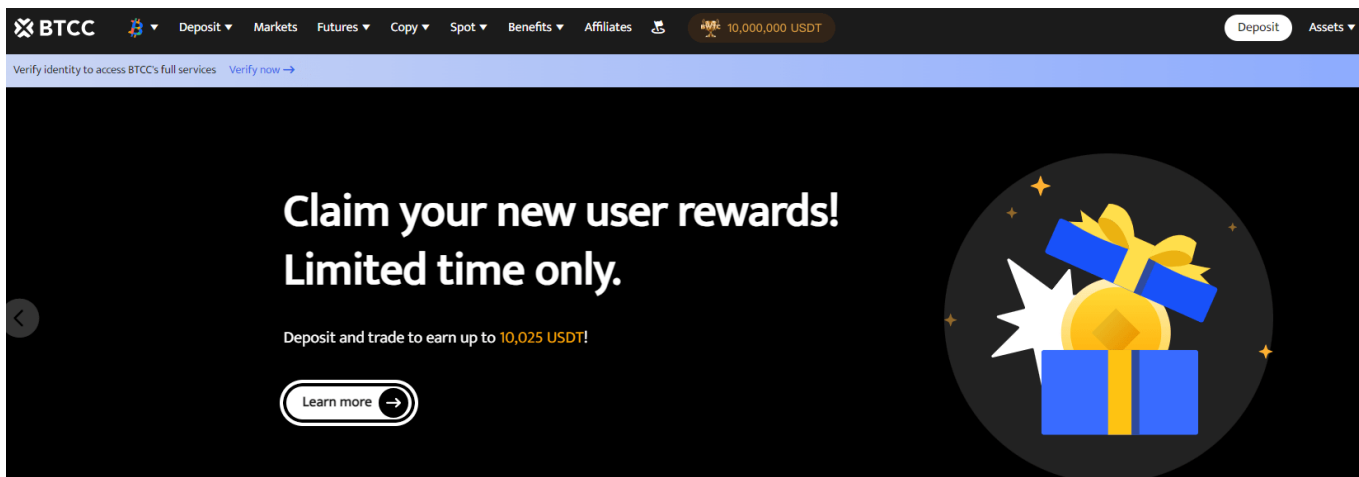 BTCC Deposit Markets Futures Copy Spot Benefits Affiliates 10,000,000 USDT Deposit Assets
Verify identity to access BTCC's full services Verify now →
Claim your new user rewards!
Limited time only.
Deposit and trade to earn up to 10,025 USDT!
Learn more